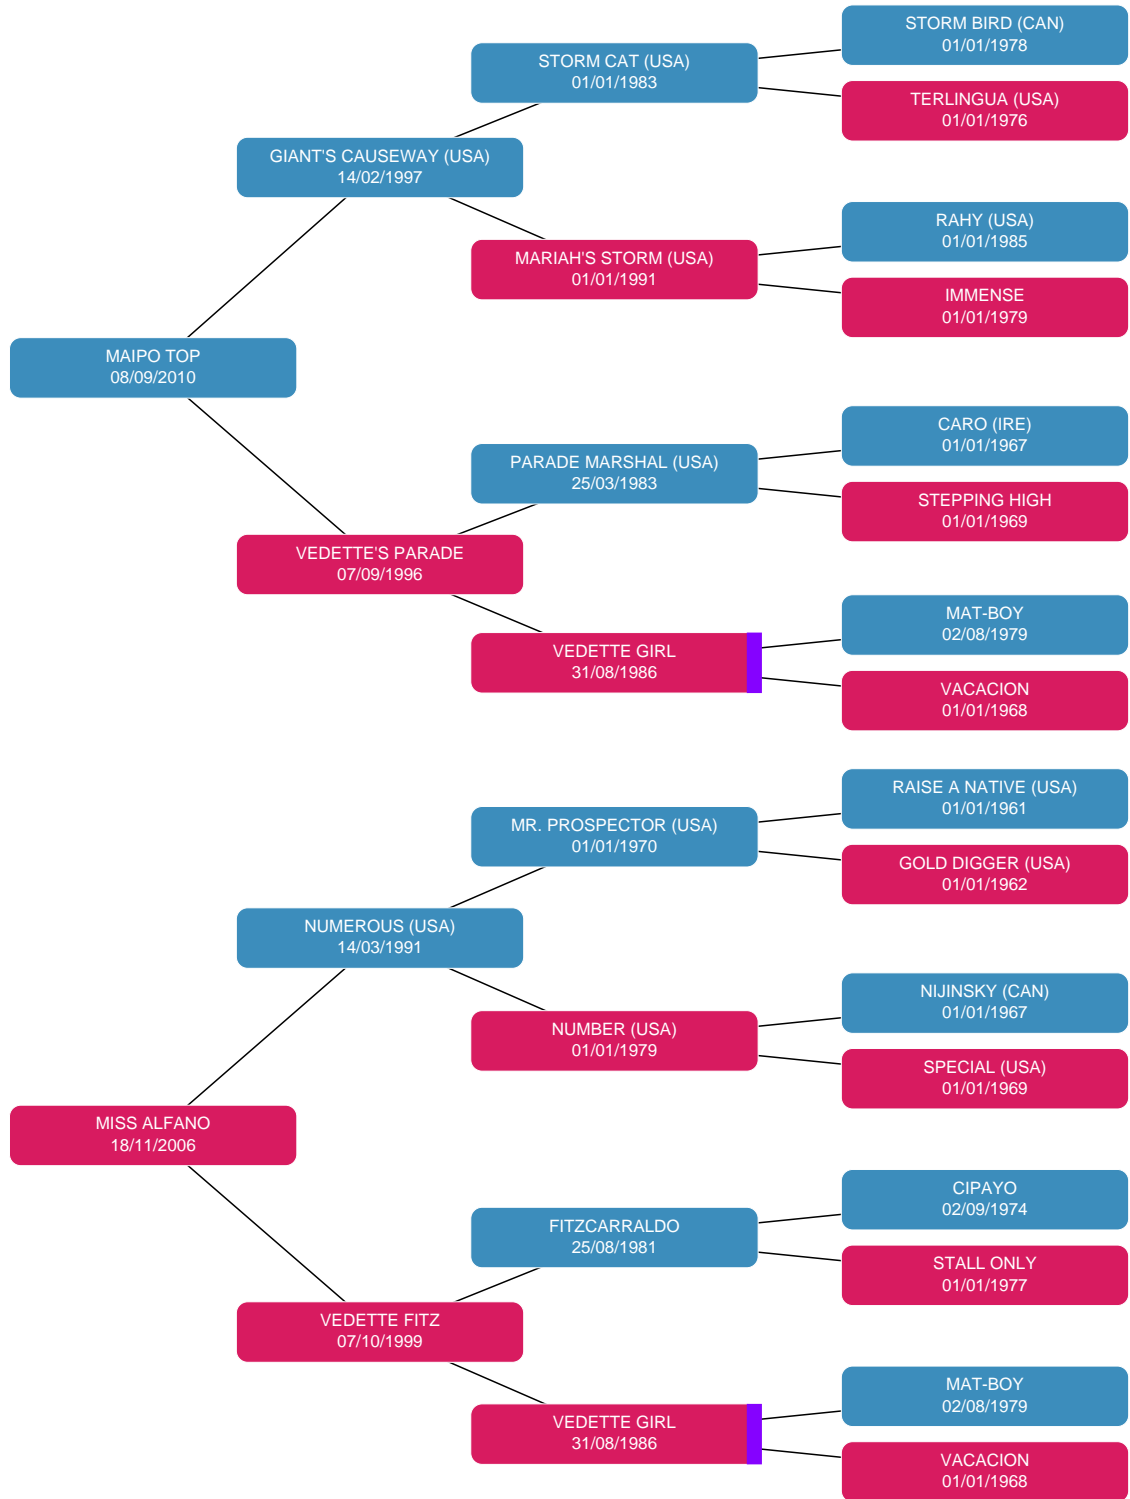 STORM BIRD (CAN)
01/01/1978
STORM CAT (USA)
01/01/1983
TERLINGUA (USA)
01/01/1976
GIANT'S CAUSEWAY (USA)
14/02/1997
RAHY (USA)
01/01/1985
MARIAH'S STORM (USA)
01/01/1991
IMMENSE
01/01/1979
MAIPO TOP
08/09/2010
CARO (IRE)
01/01/1967
PARADE MARSHAL (USA)
25/03/1983
STEPPING HIGH
01/01/1969
VEDETTE'S PARADE
07/09/1996
MAT-BOY
02/08/1979
VEDETTE GIRL
31/08/1986
VACACION
01/01/1968
RAISE A NATIVE (USA)
01/01/1961
MR. PROSPECTOR (USA)
01/01/1970
GOLD DIGGER (USA)
01/01/1962
NUMEROUS (USA)
14/03/1991
NIJINSKY (CAN)
01/01/1967
NUMBER (USA)
01/01/1979
SPECIAL (USA)
01/01/1969
MISS ALFANO
18/11/2006
CIPAYO
02/09/1974
FITZCARRALDO
25/08/1981
STALL ONLY
01/01/1977
VEDETTE FITZ
07/10/1999
MAT-BOY
02/08/1979
VEDETTE GIRL
31/08/1986
VACACION
01/01/1968